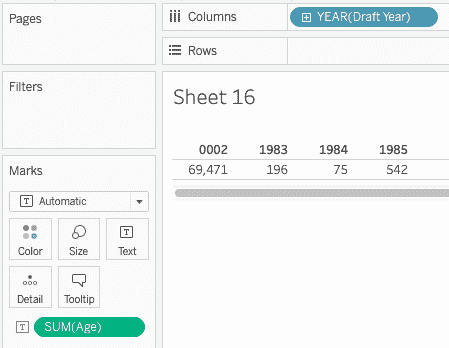 Pages
Columns
YEAR(Draft Year)
Rows
Filters
Sheet 16
0002 1983 1984 1985
69,471 196 75 542
Marks
T Automatic
Color Size T Text
Detail Tooltip
T SUM(Age)